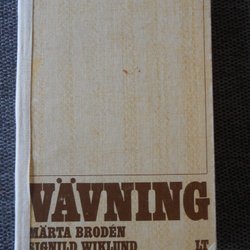 VÄVNING
MÄRTA BRODÉN
SIGNILD WIKLUND LT